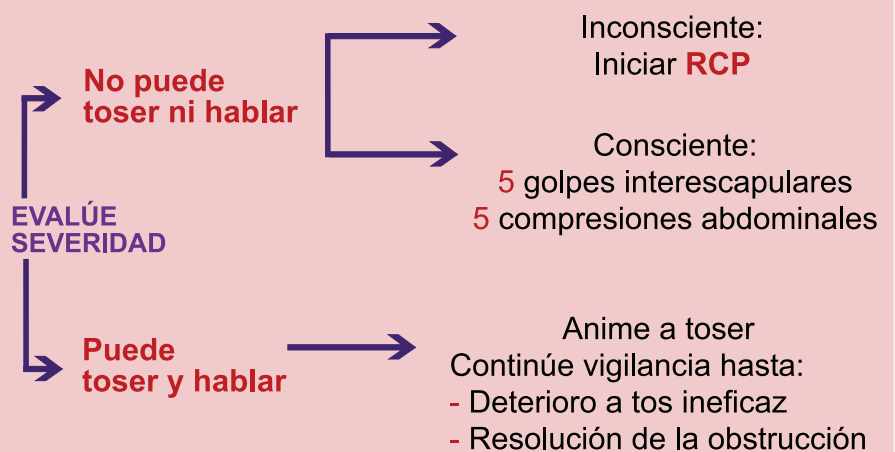 EVALÚE
SEVERIDAD
No puede
toser ni hablar
Inconsciente:
Iniciar RCP
Consciente:
5 golpes interescapulares
5 compresiones abdominales
Puede
toser y hablar
Anime a toser
Continúe vigilancia hasta:
- Deterioro a tos ineficaz
- Resolución de la obstrucción